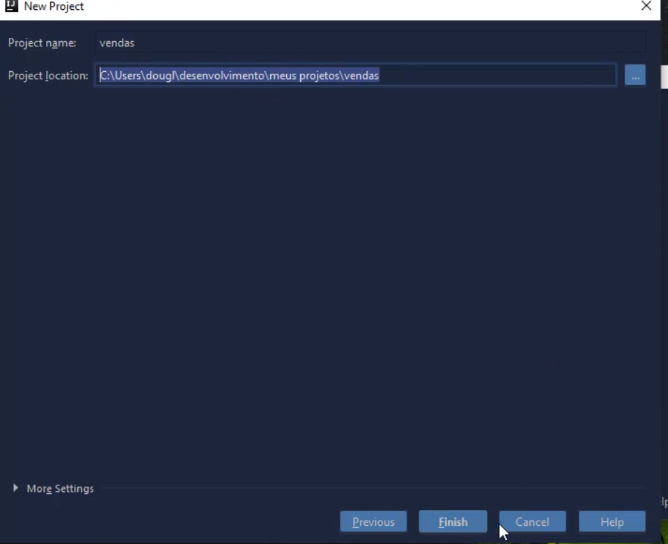 New Project
Project name: vendas
Project location: C:\Users\dougl\desenvolvimento\meus projetos\vendas ...
More Settings
Previous Finish Cancel Help